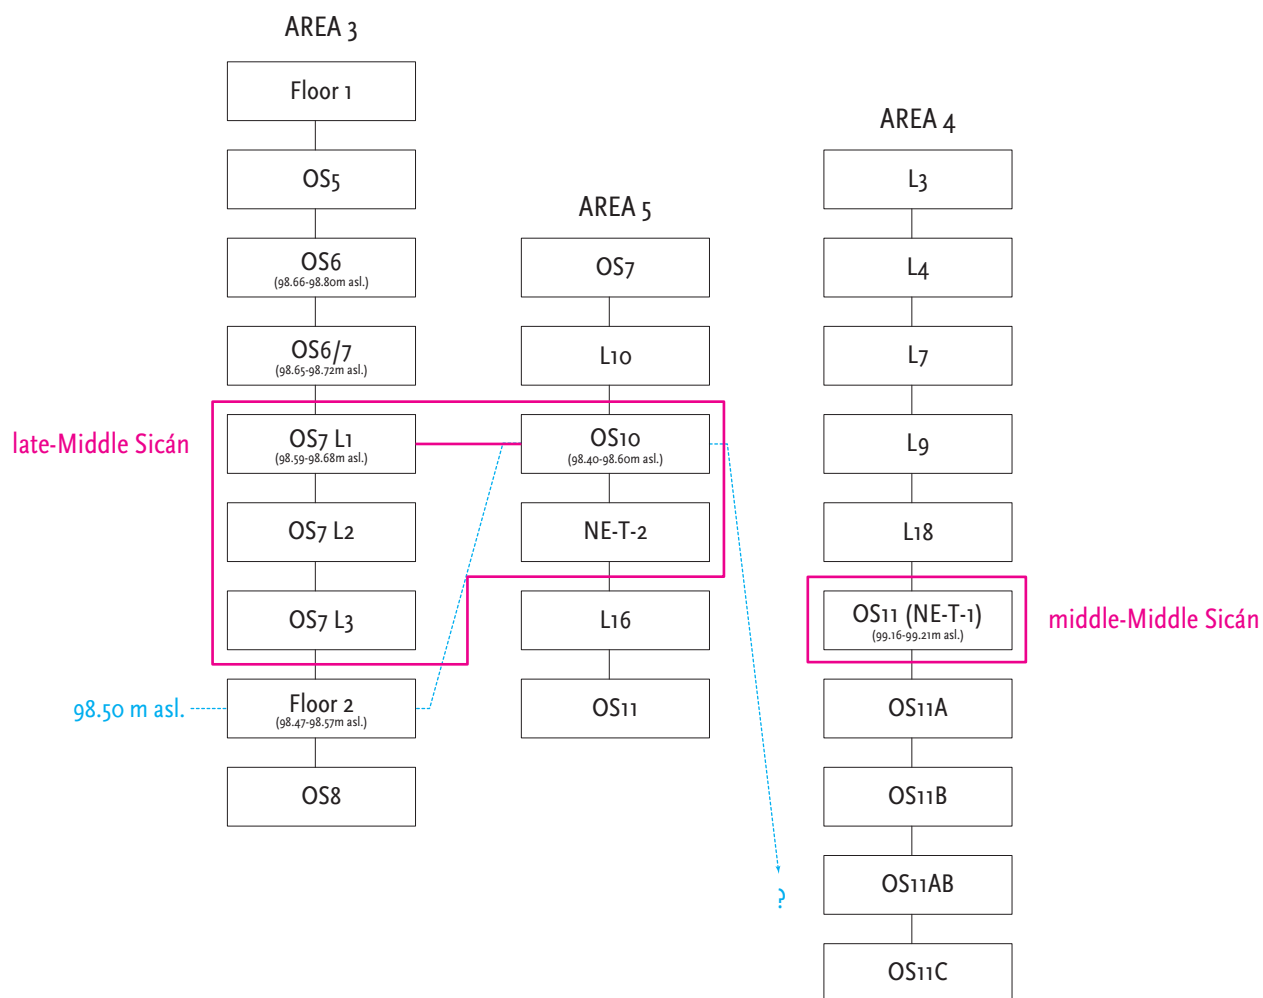 AREA 3
Floor 1
OS5
OS6
(98.66-98.80m asl.)
OS6/7
(98.65-98.72m asl.)
late-Middle Sicán
OS7 L1
(98.59-98.68m asl.)
OS7 L2
OS7 L3
98.50 m asl.
Floor 2
(98.47-98.57m asl.)
OS8
AREA 5
OS7
L10
OS10
(98.40-98.60m asl.)
NE-T-2
L16
OS11
?
AREA 4
L3
L4
L7
L9
L18
OS11 (NE-T-1)
(99.16-99.21m asl.)
middle-Middle Sicán
OS11A
OS11B
OS11AB
OS11C